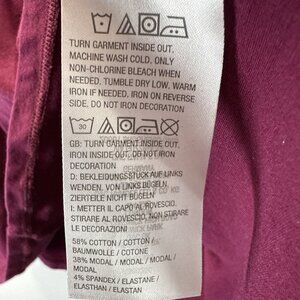 TURN GARMENT INSIDE OUT.
MACHINE WASH COLD. ONLY
NON-CHLORINE BLEACH WHEN
NEEDED. TUMBLE DRY LOW. WARM
IRON IF NEEDED. IRON ON REVERSE
SIDE. DO NOT IRON DECORATION
30
GB: TURN GARMENT INSIDE OUT.
IRON INSIDE OUT. DO NOT IRON
DECORATION
D: BEKLEIDUNGSSTÜCK AUF LINKS
WENDEN. VON LINKS BÜGELN.
ZIERTEILE NICHT BÜGELN
I: METTER IL CAPO AL ROVESCIO.
STIRARE AL ROVESCIO. NON STIRARE
LE DECORAZIONI
58% COTTON / COTTON /
BAUMWOLLE / COTONE
38% MODAL / MODAL / MODAL /
MODAL
4% SPANDEX / ELASTANE /
ELASTHAN / ELASTAN